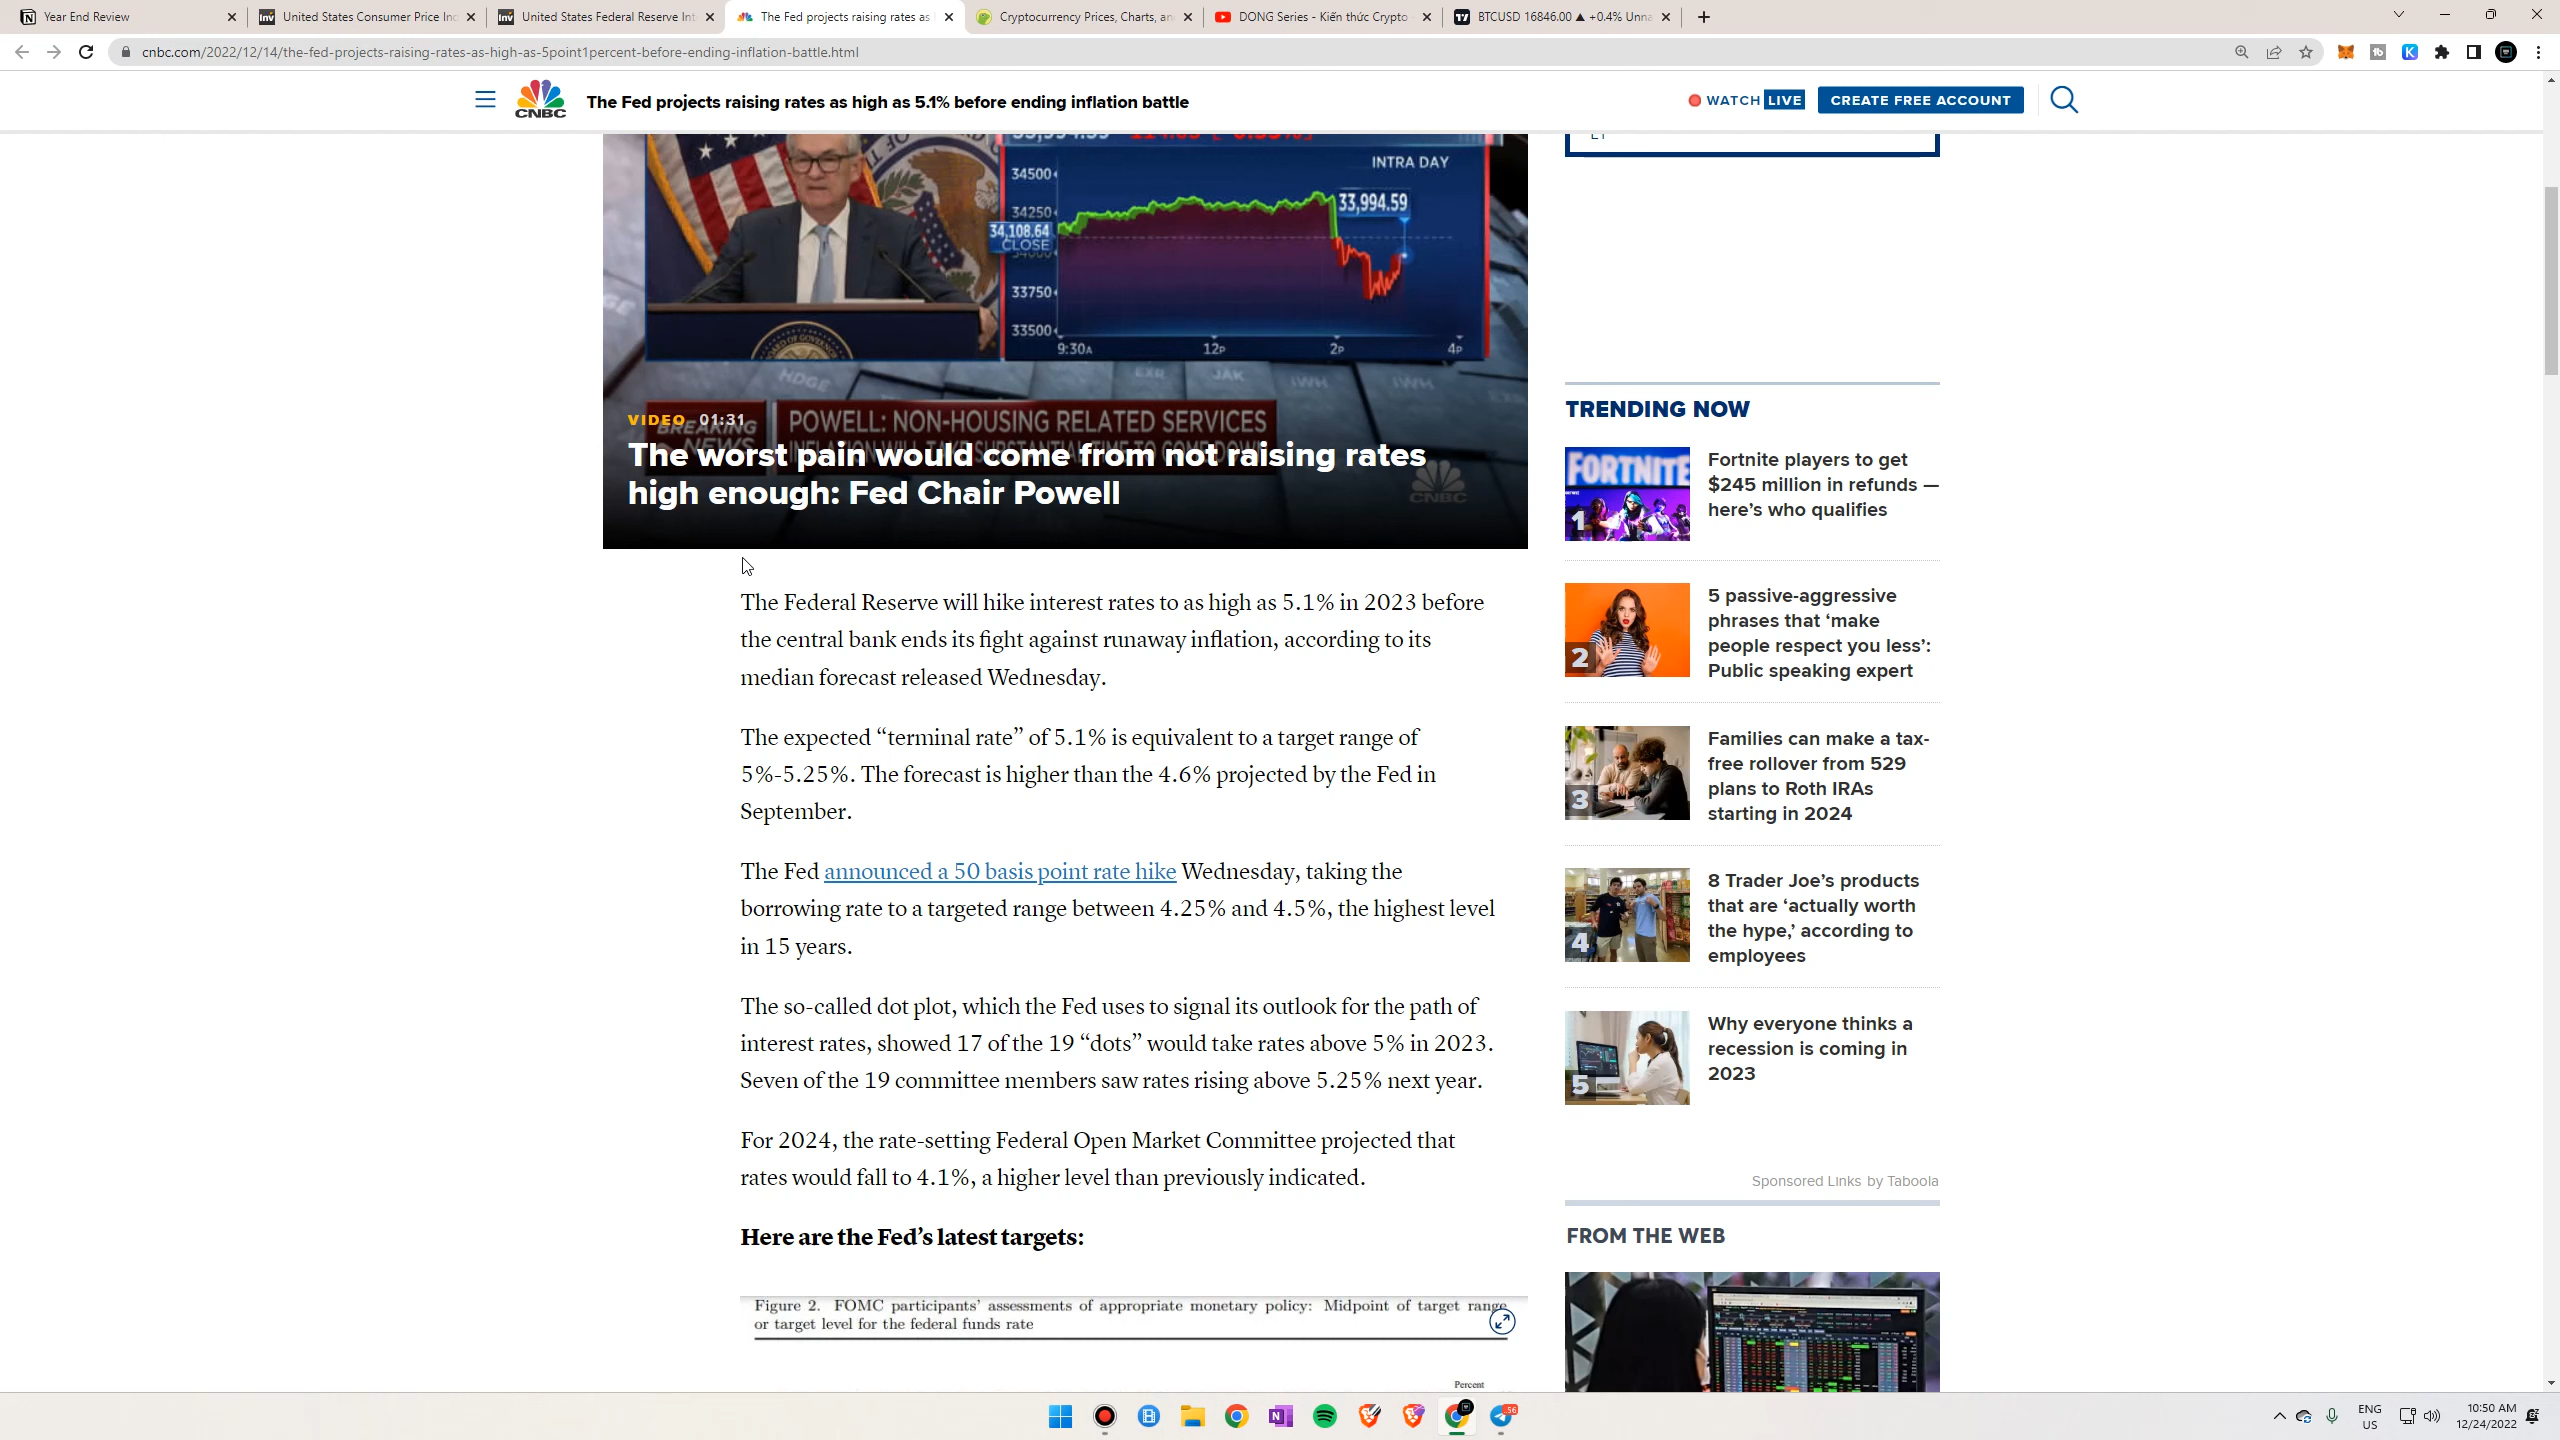 Year End Review
United States Consumer Price Inc
United States Federal Reserve Int
The Fed projects raising rates as
Cryptocurrency Prices, Charts, an
DONG Series - Kiến thức Crypto
BTCUSD 16846.00 ▲ +0.4% Unna
cnbc.com/2022/12/14/the-fed-projects-raising-rates-as-high-as-5point1percent-before-ending-inflation-battle.html
CNBC
The Fed projects raising rates as high as 5.1% before ending inflation battle
WATCH LIVE
CREATE FREE ACCOUNT
ET
INTRA DAY
34500
33,994.59
34250
34,108.64
CLOSE
34000
33750
33500
9:30A 12P 2P 4P
HDGE EXR JAK IWH IWH
VIDEO 01:31
BREAKING NEWS
POWELL: NON-HOUSING RELATED SERVICES
INFLATION WILL TAKE SUBSTANTIAL TIME TO COME DOWN
The worst pain would come from not raising rates
high enough: Fed Chair Powell
CNBC
The Federal Reserve will hike interest rates to as high as 5.1% in 2023 before
the central bank ends its fight against runaway inflation, according to its
median forecast released Wednesday.
The expected “terminal rate” of 5.1% is equivalent to a target range of
5%-5.25%. The forecast is higher than the 4.6% projected by the Fed in
September.
The Fed announced a 50 basis point rate hike Wednesday, taking the
borrowing rate to a targeted range between 4.25% and 4.5%, the highest level
in 15 years.
The so-called dot plot, which the Fed uses to signal its outlook for the path of
interest rates, showed 17 of the 19 “dots” would take rates above 5% in 2023.
Seven of the 19 committee members saw rates rising above 5.25% next year.
For 2024, the rate-setting Federal Open Market Committee projected that
rates would fall to 4.1%, a higher level than previously indicated.
Here are the Fed’s latest targets:
Figure 2. FOMC participants’ assessments of appropriate monetary policy: Midpoint of target range
or target level for the federal funds rate
Percent
TRENDING NOW
FORTNITE
1
Fortnite players to get
$245 million in refunds —
here’s who qualifies
2
5 passive-aggressive
phrases that ‘make
people respect you less’:
Public speaking expert
3
Families can make a tax-
free rollover from 529
plans to Roth IRAs
starting in 2024
4
8 Trader Joe’s products
that are ‘actually worth
the hype,’ according to
employees
5
Why everyone thinks a
recession is coming in
2023
Sponsored Links by Taboola
FROM THE WEB
56
ENG
US
10:50 AM
12/24/2022